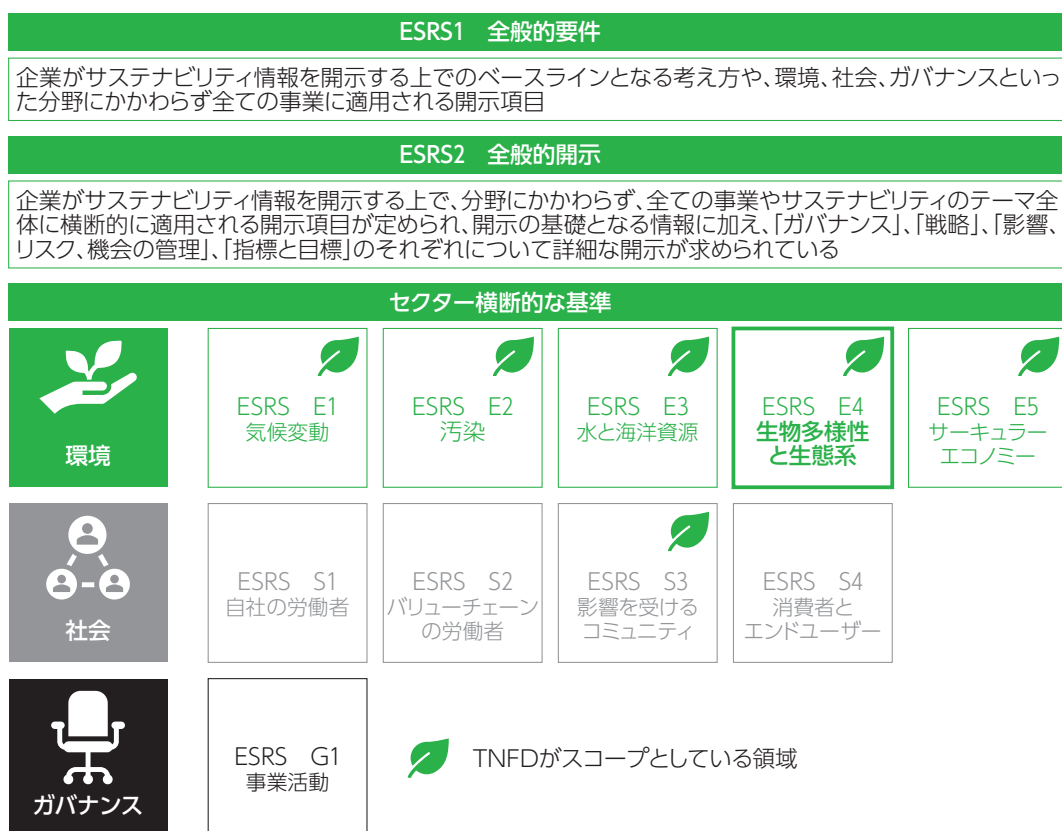 ESRS1 全般的要件
企業がサステナビリティ情報を開示する上でのベースラインとなる考え方や、環境、社会、ガバナンスといっ
た分野にかかわらず全ての事業に適用される開示項目
ESRS2 全般的開示
企業がサステナビリティ情報を開示する上で、分野にかかわらず、全ての事業やサステナビリティのテーマ全
体に横断的に適用される開示項目が定められ、開示の基礎となる情報に加え、「ガバナンス」、「戦略」、「影響、
リスク、機会の管理」、「指標と目標」のそれぞれについて詳細な開示が求められている
セクター横断的な基準
環境
ESRS E1
気候変動
ESRS E2
汚染
ESRS E3
水と海洋資源
ESRS E4
生物多様性
と生態系
ESRS E5
サーキュラー
エコノミー
社会
ESRS S1
自社の労働者
ESRS S2
バリューチェーン
の労働者
ESRS S3
影響を受ける
コミュニティ
ESRS S4
消費者と
エンドユーザー
ガバナンス
ESRS G1
事業活動
TNFDがスコープとしている領域